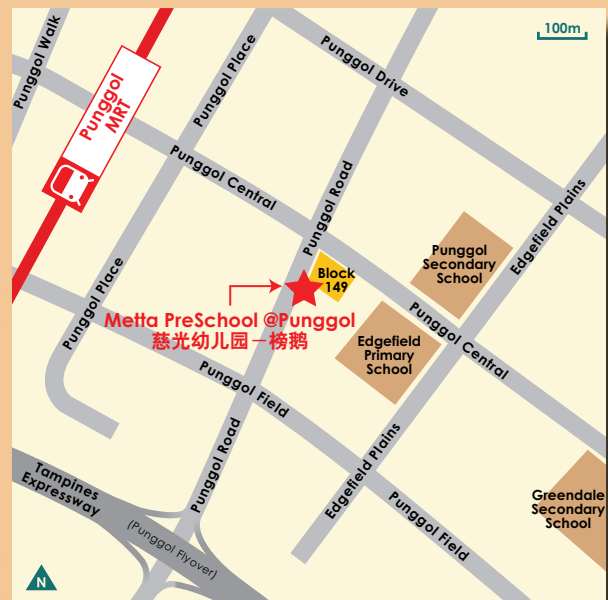 100m
Punggol Walk
Punggol
MRT
Punggol Place
Punggol Drive
Punggol Central
Punggol Road
Edgefield Plains
Punggol
Secondary
School
Block
149
Punggol Place
Metta PreSchool @Punggol
慈光幼儿园－榜鹅
Edgefield
Primary
School
Punggol Central
Punggol Field
Punggol Road
Edgefield Plains
Tampines
Expressway
(Punggol Flyover)
Punggol Field
Greendale
Secondary
School
N